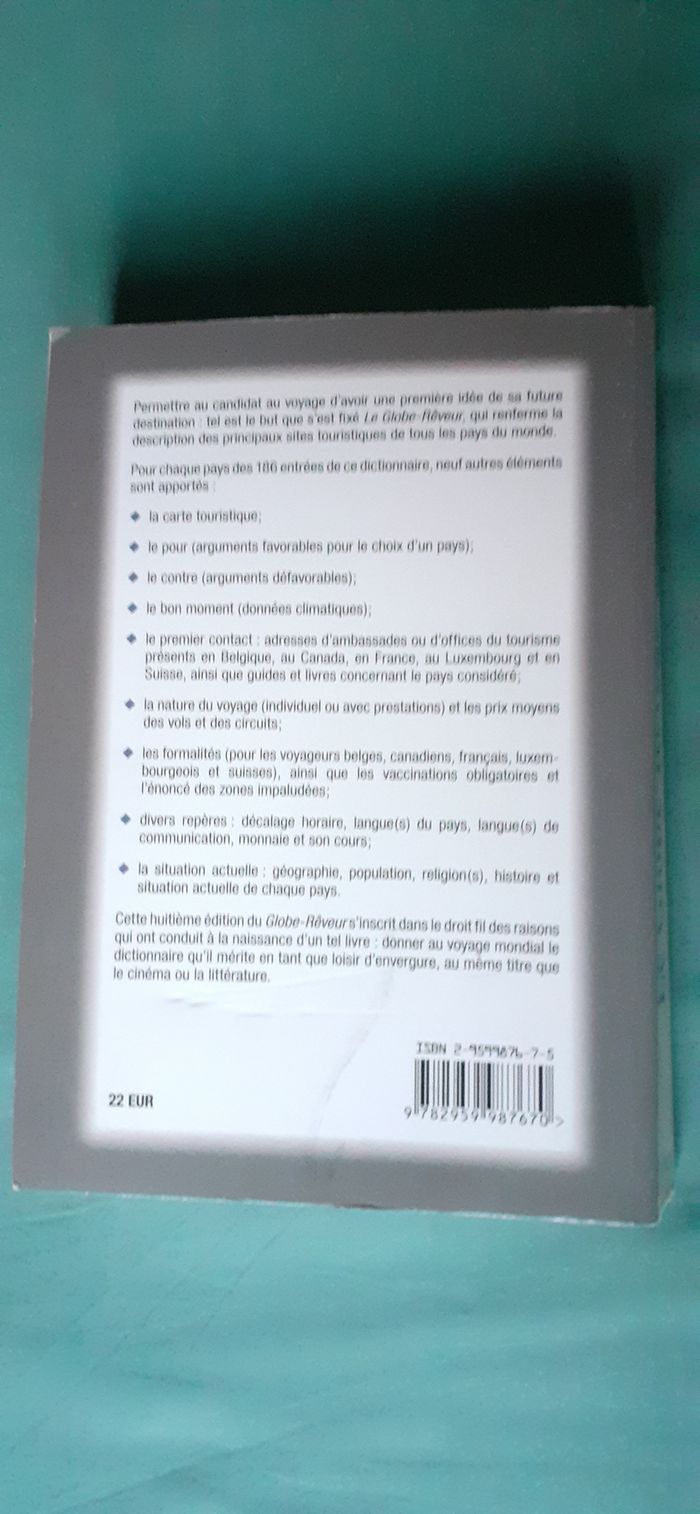 Permettre au candidat au voyage d'avoir une première idée de sa future
destination : tel est le but que s'est fixé Le Globe-Rêveur, qui renferme la
description des principaux sites touristiques de tous les pays du monde.
Pour chaque pays des 186 entrées de ce dictionnaire, neuf autres éléments
sont apportés :
◆ la carte touristique;
◆ le pour (arguments favorables pour le choix d'un pays);
◆ le contre (arguments défavorables);
◆ le bon moment (données climatiques);
◆ le premier contact : adresses d'ambassades ou d'offices du tourisme
présents en Belgique, au Canada, en France, au Luxembourg et en
Suisse, ainsi que guides et livres concernant le pays considéré;
◆ la nature du voyage (individuel ou avec prestations) et les prix moyens
des vols et des circuits;
◆ les formalités (pour les voyageurs belges, canadiens, français, luxem-
bourgeois et suisses), ainsi que les vaccinations obligatoires et
l'énoncé des zones impaludées;
◆ divers repères : décalage horaire, langue(s) du pays, langue(s) de
communication, monnaie et son cours;
◆ la situation actuelle : géographie, population, religion(s), histoire et
situation actuelle de chaque pays.
Cette huitième édition du Globe-Rêveur s'inscrit dans le droit fil des raisons
qui ont conduit à la naissance d'un tel livre : donner au voyage mondial le
dictionnaire qu'il mérite en tant que loisir d'envergure, au même titre que
le cinéma ou la littérature.
ISBN 2-9599876-7-5
22 EUR
9 782959 987670 >